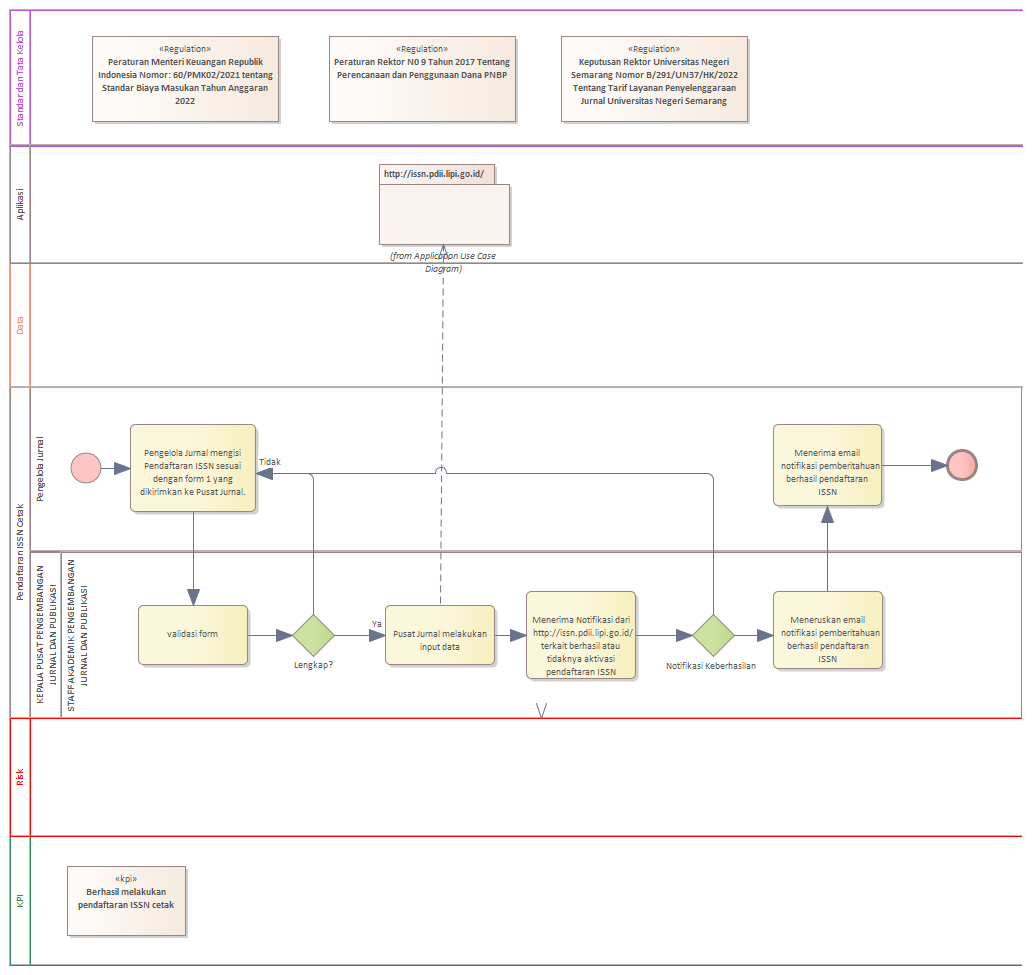 Standar dan Tata Kelola
«Regulation»
Peraturan Menteri Keuangan Republik
Indonesia Nomor: 60/PMK02/2021 tentang
Standar Biaya Masukan Tahun Anggaran
2022
«Regulation»
Peraturan Rektor N0 9 Tahun 2017 Tentang
Perencanaan dan Penggunaan Dana PNBP
«Regulation»
Keputusan Rektor Universitas Negeri
Semarang Nomor B/291/UN37/HK/2022
Tentang Tarif Layanan Penyelenggaraan
Jurnal Universitas Negeri Semarang
Aplikasi
http://issn.pdii.lipi.go.id/
(from Application Use Case
Diagram)
Data
Pendaftaran ISSN Cetak
Pengelola Jurnal
Pengelola Jurnal mengisi
Pendaftaran ISSN sesuai
dengan form 1 yang
dikirimkan ke Pusat Jurnal.
Tidak
Menerima email
notifikasi pemberitahuan
berhasil pendaftaran
ISSN
KEPALA PUSAT PENGEMBANGAN
JURNAL DAN PUBLIKASI
STAFF AKADEMIK PENGEMBANGAN
JURNAL DAN PUBLIKASI
validasi form
Lengkap?
Ya
Pusat Jurnal melakukan
input data
Menerima Notifikasi dari
http://issn.pdii.lipi.go.id/
terkait berhasil atau
tidaknya aktivasi
pendaftaran ISSN
Notifikasi Keberhasilan
Meneruskan email
notifikasi pemberitahuan
berhasil pendaftaran
ISSN
Risk
KPI
«kpi»
Berhasil melakukan
pendaftaran ISSN cetak